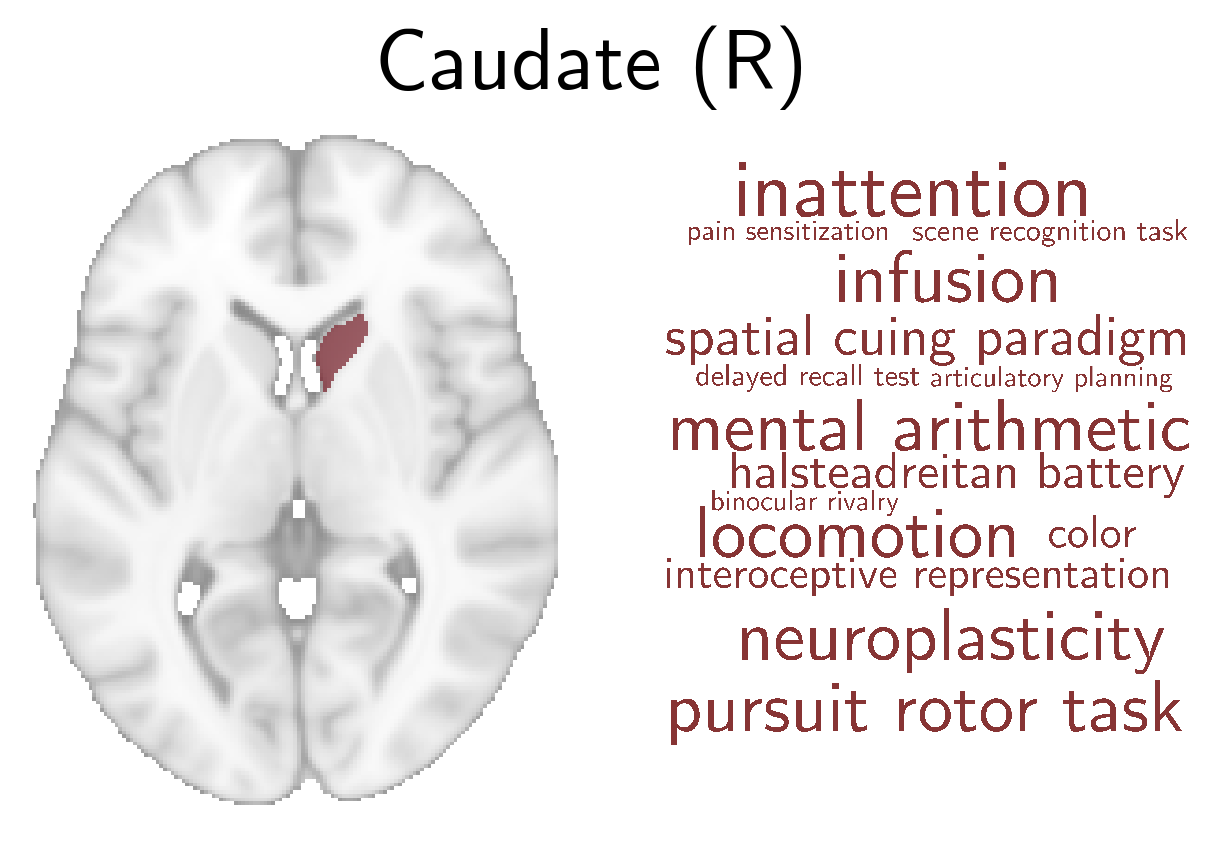 Caudate (R)
inattention
pain sensitization scene recognition task
infusion
spatial cuing paradigm
delayed recall test articulatory planning
mental arithmetic
halsteadreitan battery
binocular rivalry
locomotion color
interoceptive representation
neuroplasticity
pursuit rotor task